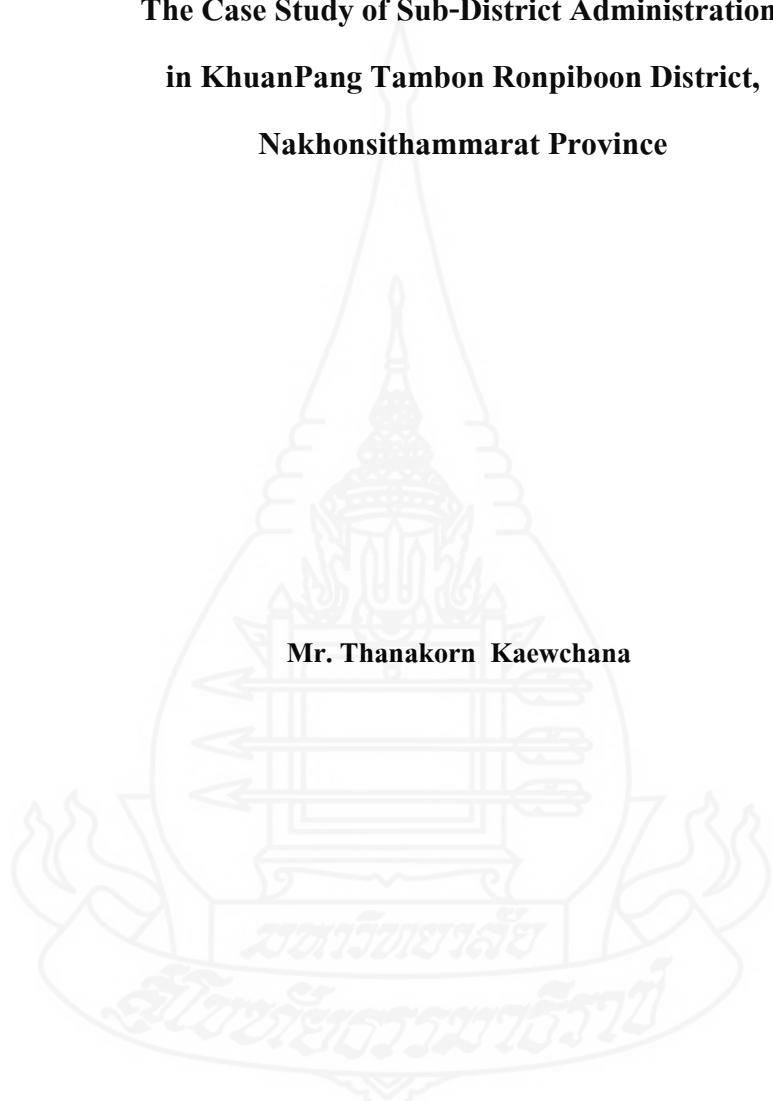 The Case Study of Sub-District Administration
in KhuanPang Tambon Ronpiboon District,
Nakhonsithammarat Province
Mr. Thanakorn  Kaewchana
มหาวิทยาลัย
สุโขทัยธรรมาธิราช